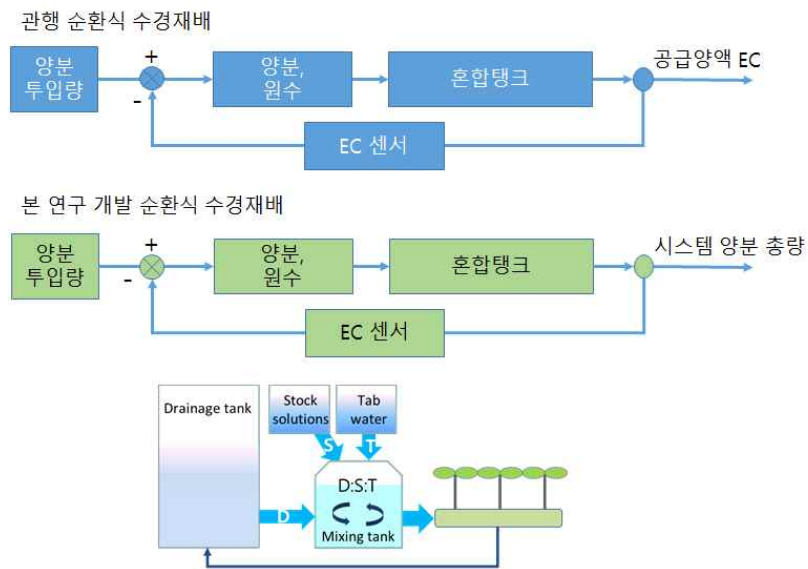 관행 순환식 수경재배
양분
투입량
+
-
양분,
원수
혼합탱크
공급양액 EC
EC 센서
본 연구 개발 순환식 수경재배
양분
투입량
+
-
양분,
원수
혼합탱크
시스템 양분 총량
EC 센서
Drainage tank
Stock
solutions
Tab
water
S
T
D:S:T
D
Mixing tank